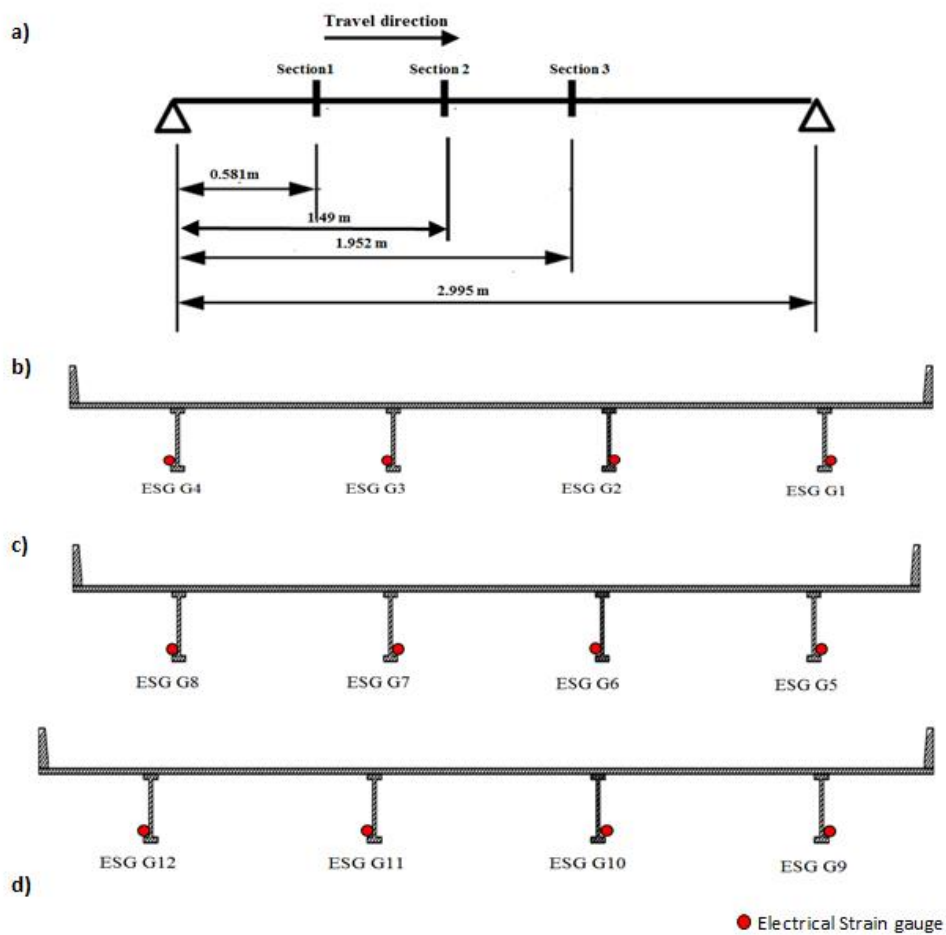 a)
Travel direction
Section1 Section 2 Section 3
0.581m
1.49 m
1.952 m
2.995 m
b)
ESG G4 ESG G3 ESG G2 ESG G1
c)
ESG G8 ESG G7 ESG G6 ESG G5
ESG G12 ESG G11 ESG G10 ESG G9
d)
Electrical Strain gauge